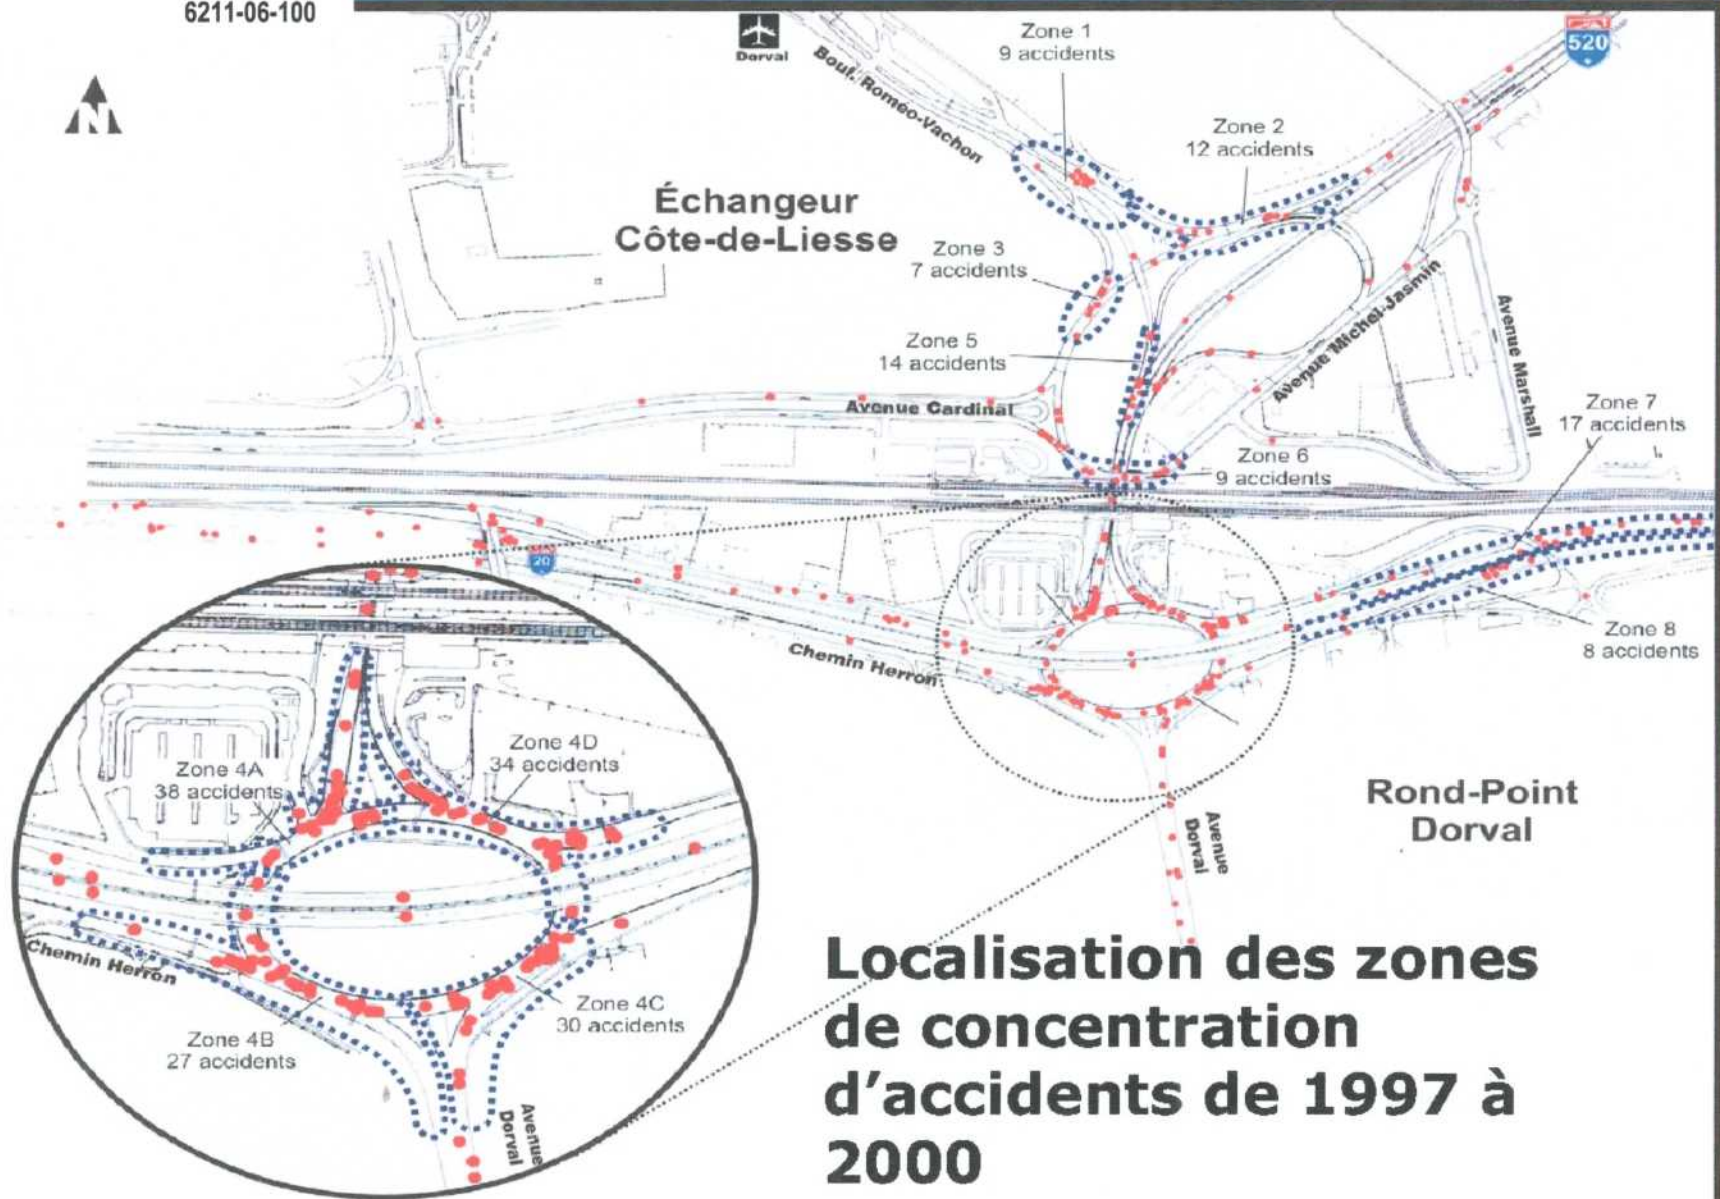 6211-06-100
N
Dorval
Boul. Roméo-Vachon
Zone 1
9 accidents
520
Zone 2
12 accidents
Échangeur
Côte-de-Liesse
Zone 3
7 accidents
Zone 5
14 accidents
Avenue Michel-Jasmin
Avenue Marshall
Avenue Cardinal
Zone 7
17 accidents
Zone 6
9 accidents
20
Zone 8
8 accidents
Chemin Herron
Zone 4D
34 accidents
Zone 4A
38 accidents
Rond-Point
Dorval
Avenue
Dorval
Chemin Herron
Zone 4C
30 accidents
Zone 4B
27 accidents
Avenue
Dorval
Localisation des zones
de concentration
d'accidents de 1997 à
2000